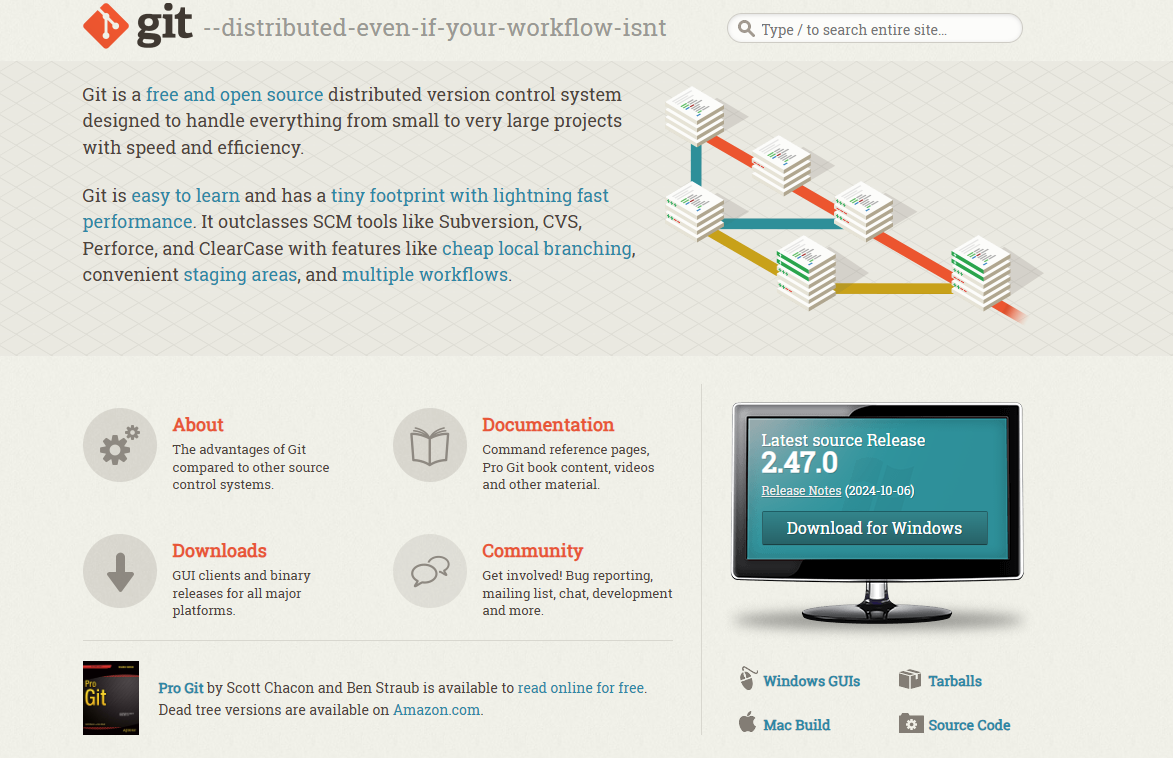 git --distributed-even-if-your-workflow-isnt
Type / to search entire site...
Git is a free and open source distributed version control system
designed to handle everything from small to very large projects
with speed and efficiency.
Git is easy to learn and has a tiny footprint with lightning fast
performance. It outclasses SCM tools like Subversion, CVS,
Perforce, and ClearCase with features like cheap local branching,
convenient staging areas, and multiple workflows.
About
The advantages of Git
compared to other source
control systems.
Documentation
Command reference pages,
Pro Git book content, videos
and other material.
Downloads
GUI clients and binary
releases for all major
platforms.
Community
Get involved! Bug reporting,
mailing list, chat, development
and more.
Pro
Git
Pro Git by Scott Chacon and Ben Straub is available to read online for free.
Dead tree versions are available on Amazon.com.
Latest source Release
2.47.0
Release Notes (2024-10-06)
Download for Windows
Windows GUIs
Tarballs
Mac Build
Source Code